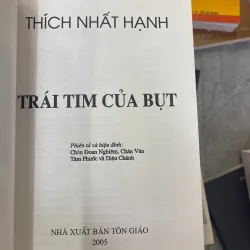 THÍCH NHẤT HẠNH
TRÁI TIM CỦA BỤT
Phiên tả và hiệu đính:
Chân Đoan Nghiêm, Chân Văn
Tâm Phước và Diệu Chánh
NHÀ XUẤT BẢN TÔN GIÁO
2005